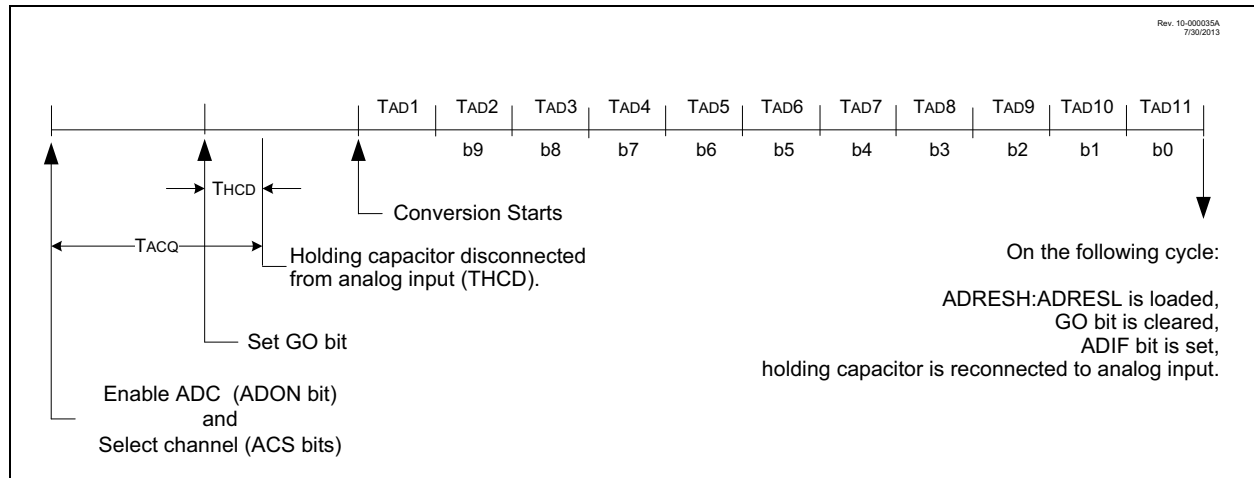 Rev. 10-000035A
7/30/2013
TAD1 TAD2 TAD3 TAD4 TAD5 TAD6 TAD7 TAD8 TAD9 TAD10 TAD11
b9 b8 b7 b6 b5 b4 b3 b2 b1 b0
THCD
Conversion Starts
TACQ
Holding capacitor disconnected
from analog input (THCD).
On the following cycle:
ADRESH:ADRESL is loaded,
GO bit is cleared,
ADIF bit is set,
holding capacitor is reconnected to analog input.
Set GO bit
Enable ADC (ADON bit)
and
Select channel (ACS bits)